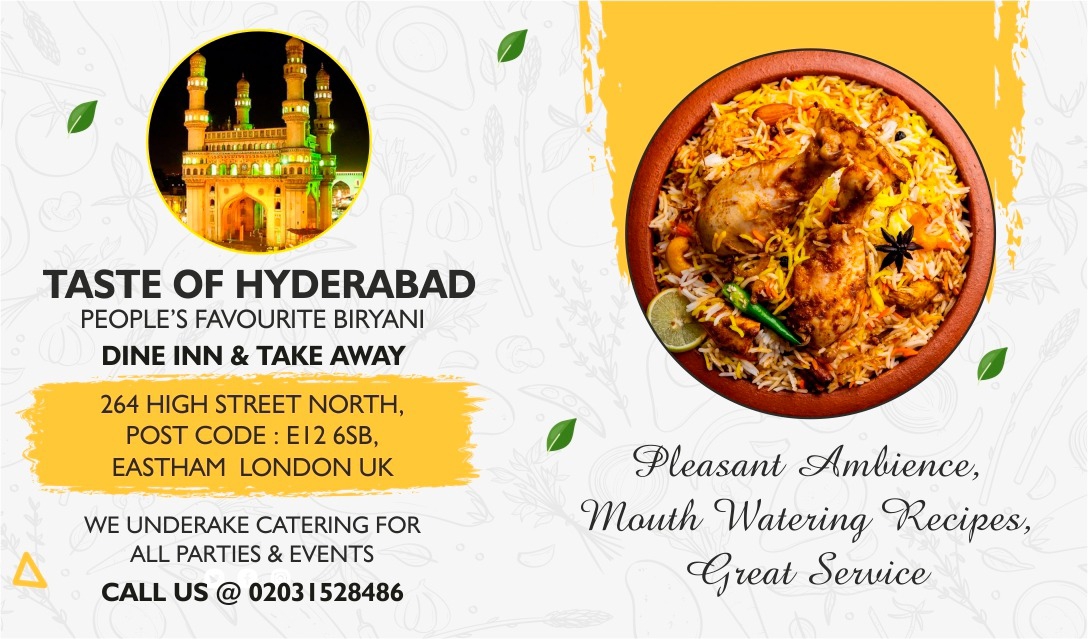 TASTE OF HYDERABAD
PEOPLE'S FAVOURITE BIRYANI
DINE INN & TAKE AWAY
264 HIGH STREET NORTH,
POST CODE : E12 6SB,
EASTHAM LONDON UK
WE UNDERAKE CATERING FOR
ALL PARTIES & EVENTS
CALL US @ 02031528486
Pleasant Ambience,
Mouth Watering Recipes,
Great Service